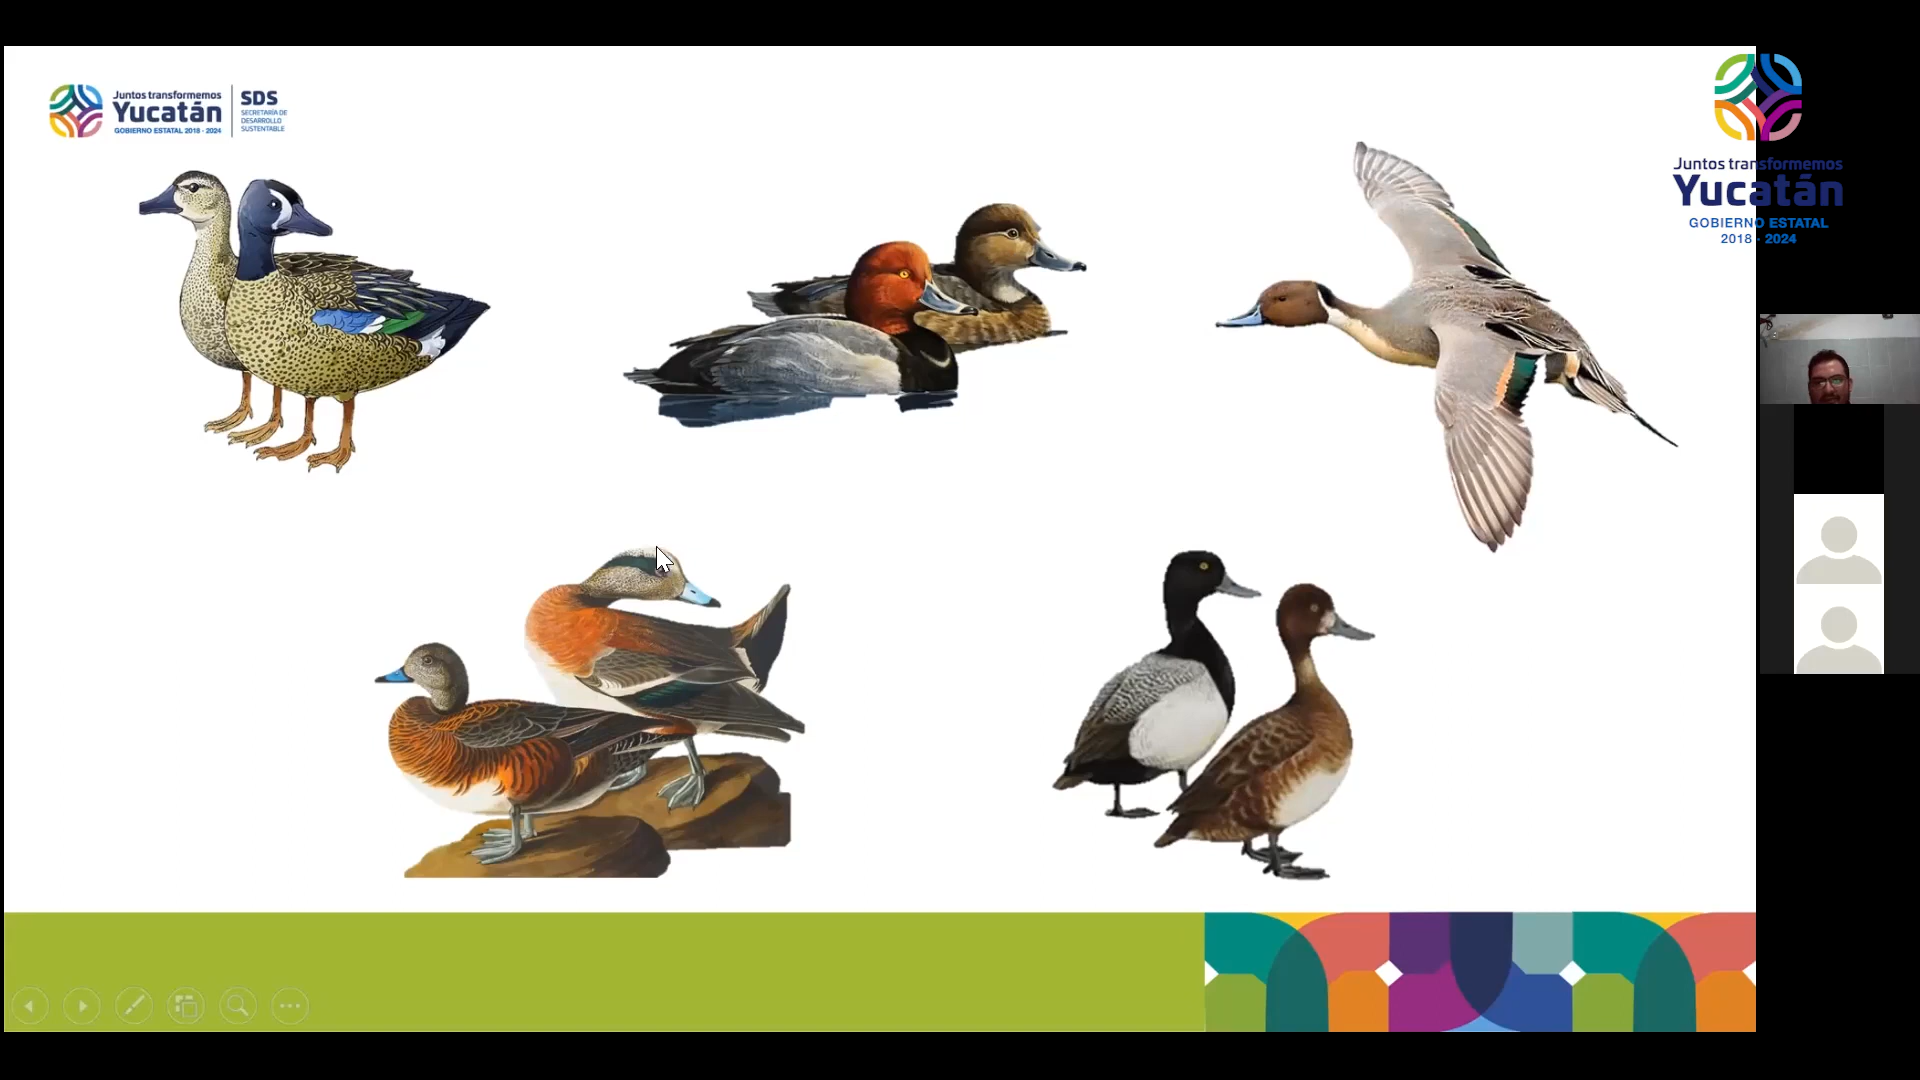 Juntos transformemos
Yucatán
GOBIERNO ESTATAL 2018 - 2024
SDS
SECRETARÍA DE
DESARROLLO
SUSTENTABLE
Juntos transformemos
Yucatán
GOBIERNO ESTATAL
2018 - 2024